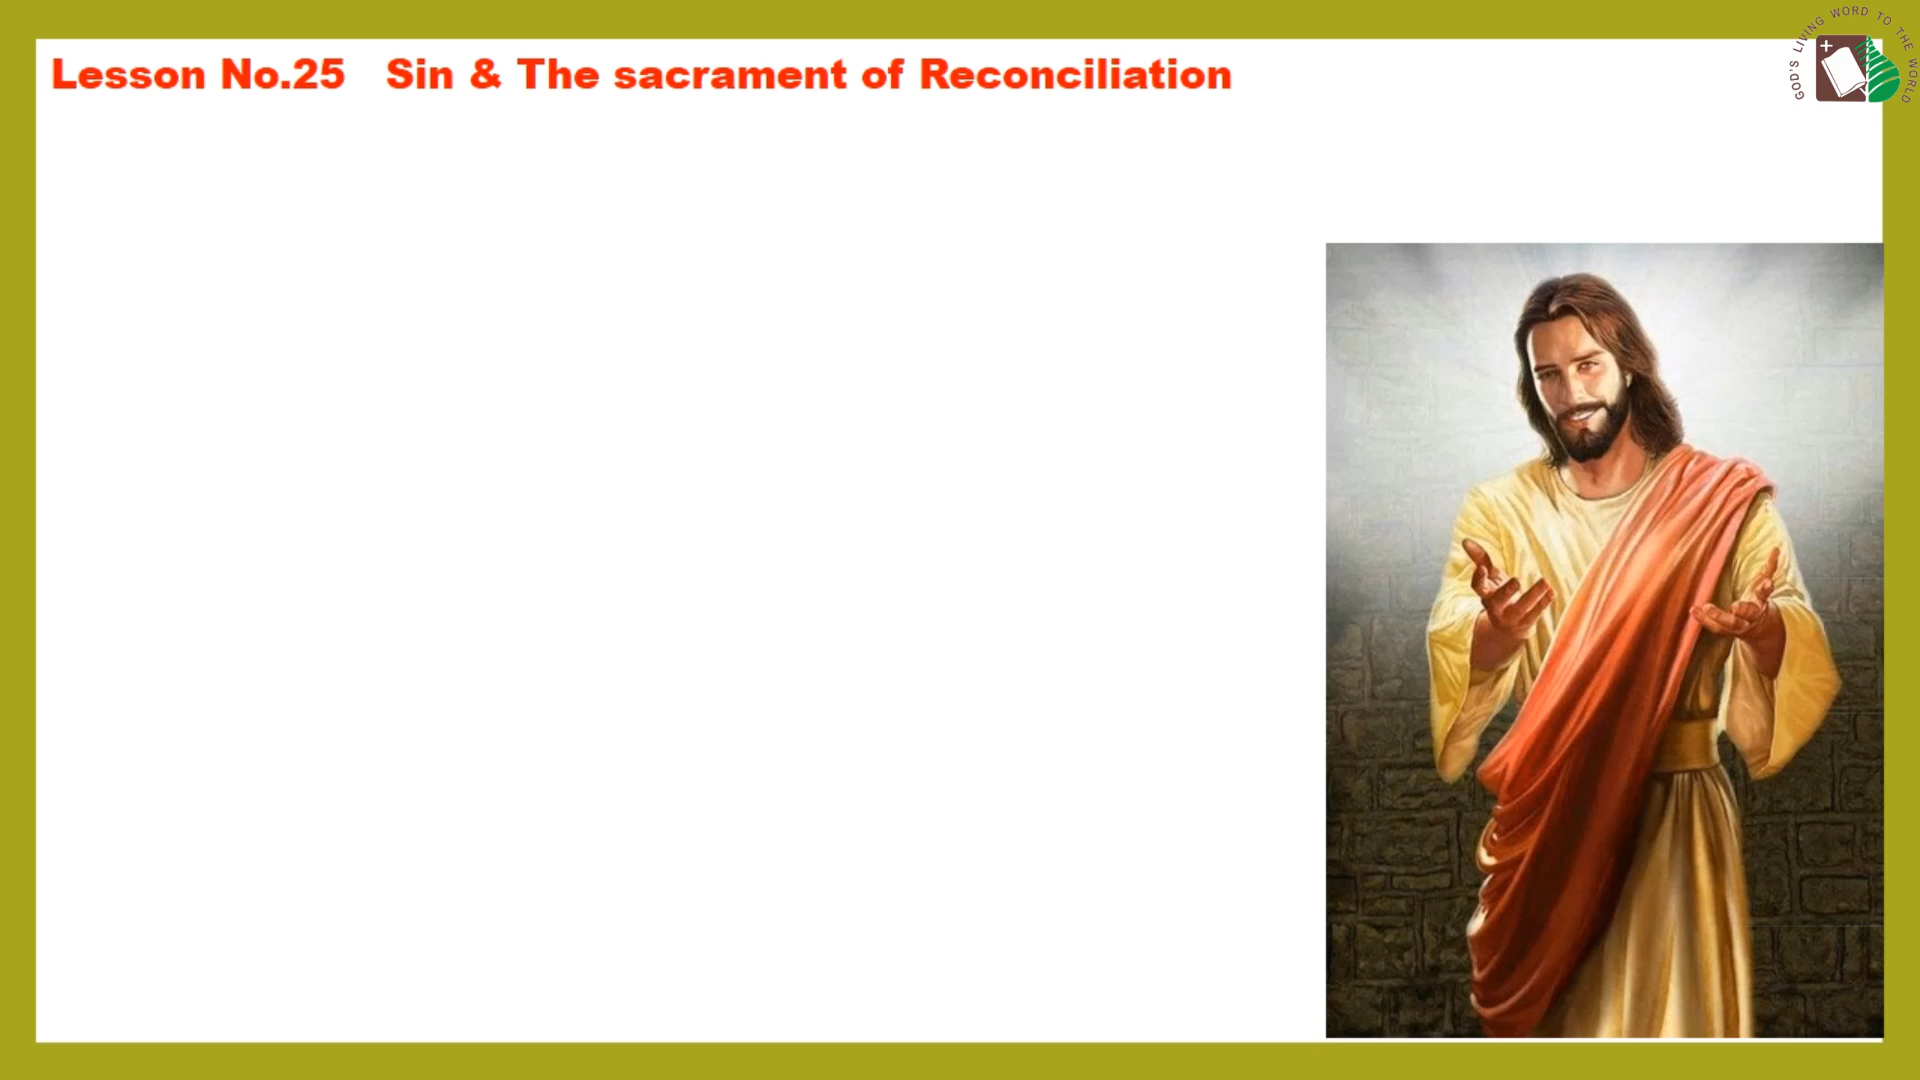 Lesson No.25   Sin & The sacrament of Reconciliation
GOD'S LIVING WORD TO THE WORLD